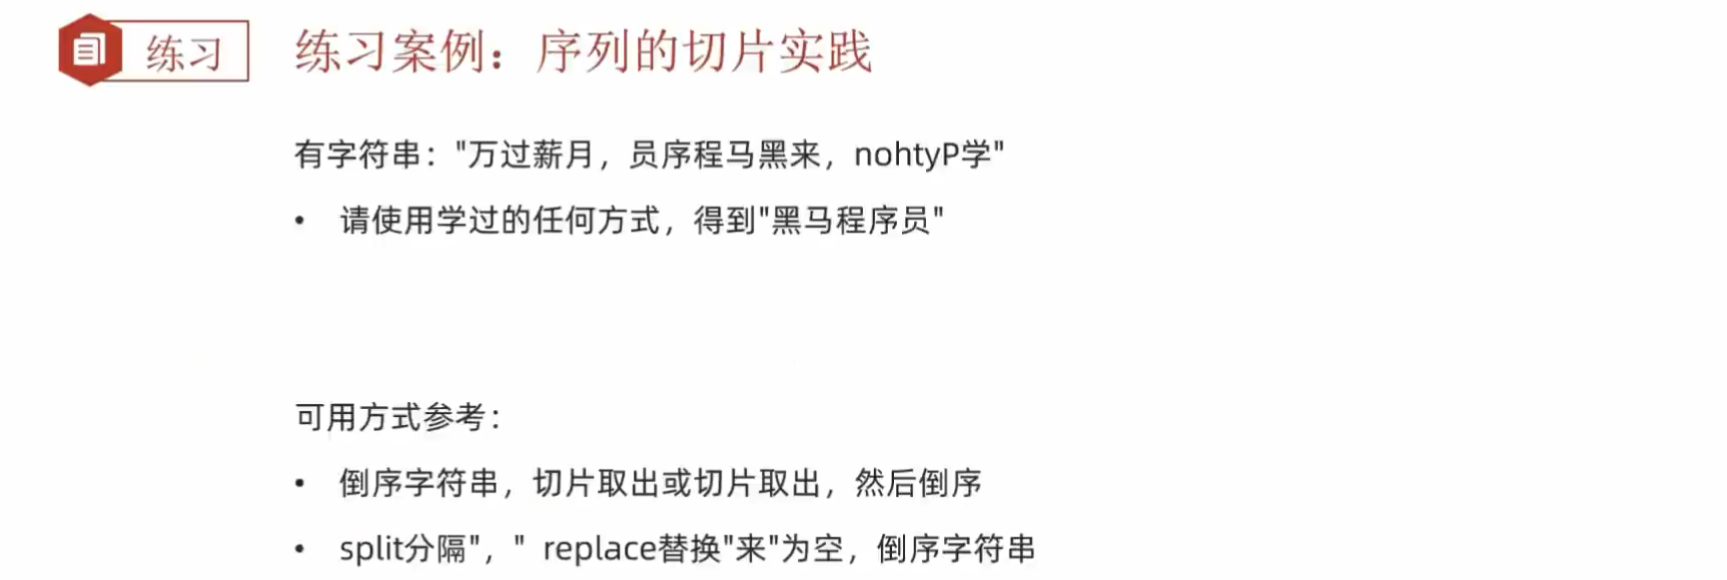 练习
练习案例：序列的切片实践
有字符串："万过薪月，员序程马黑来，nohtyP学"
• 请使用学过的任何方式，得到"黑马程序员"
可用方式参考：
• 倒序字符串，切片取出或切片取出，然后倒序
• split分隔"，" replace替换"来"为空，倒序字符串